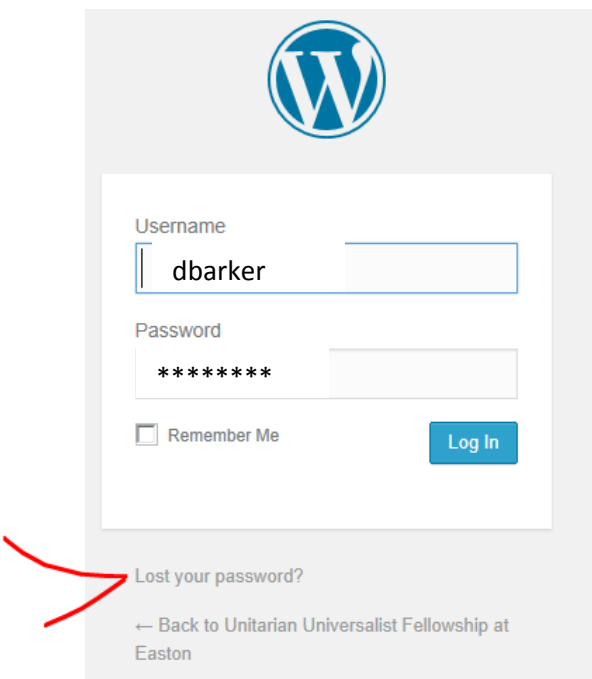 Username
dbarker
Password
********
Remember Me
Log In
Lost your password?
← Back to Unitarian Universalist Fellowship at
Easton